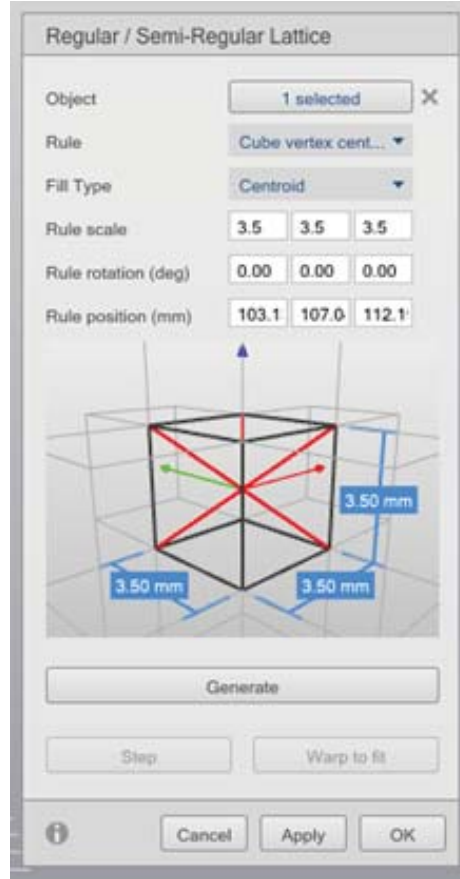 Regular / Semi-Regular Lattice
Object 1 selected
Rule Cube vertex cent...
Fill Type Centroid
Rule scale 3.5 3.5 3.5
Rule rotation (deg) 0.00 0.00 0.00
Rule position (mm) 103.1 107.0 112.1
3.50 mm
3.50 mm 3.50 mm
Generate
Step Warp to fit
Cancel Apply OK